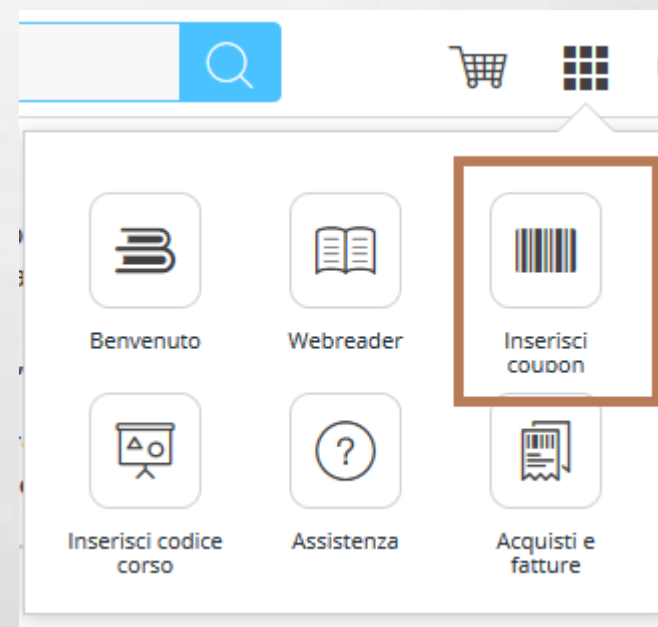 Benvenuto
Webreader
Inserisci
coupon
Inserisci codice
corso
Assistenza
Acquisti e
fatture